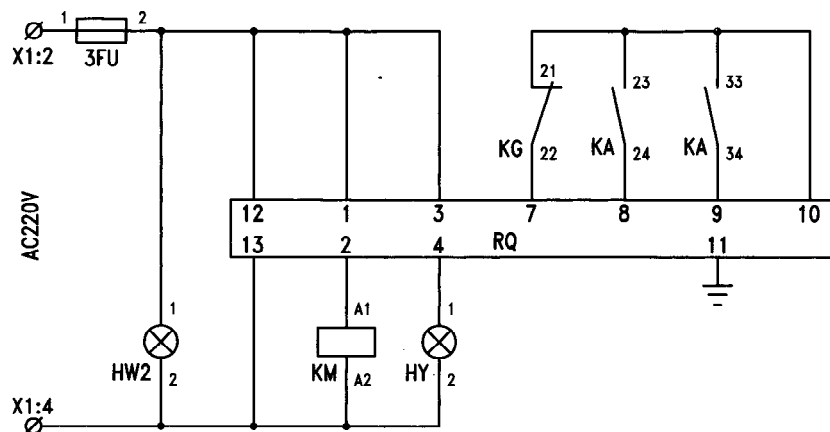 1 2
X1:2 3FU
21 23 33
KG 22 KA 24 KA 34
AC220V
12 1 3 7 8 9 10
13 2 4 RQ 11
1 A1 1
HW2 KM HY
2 A2 2
X1:4